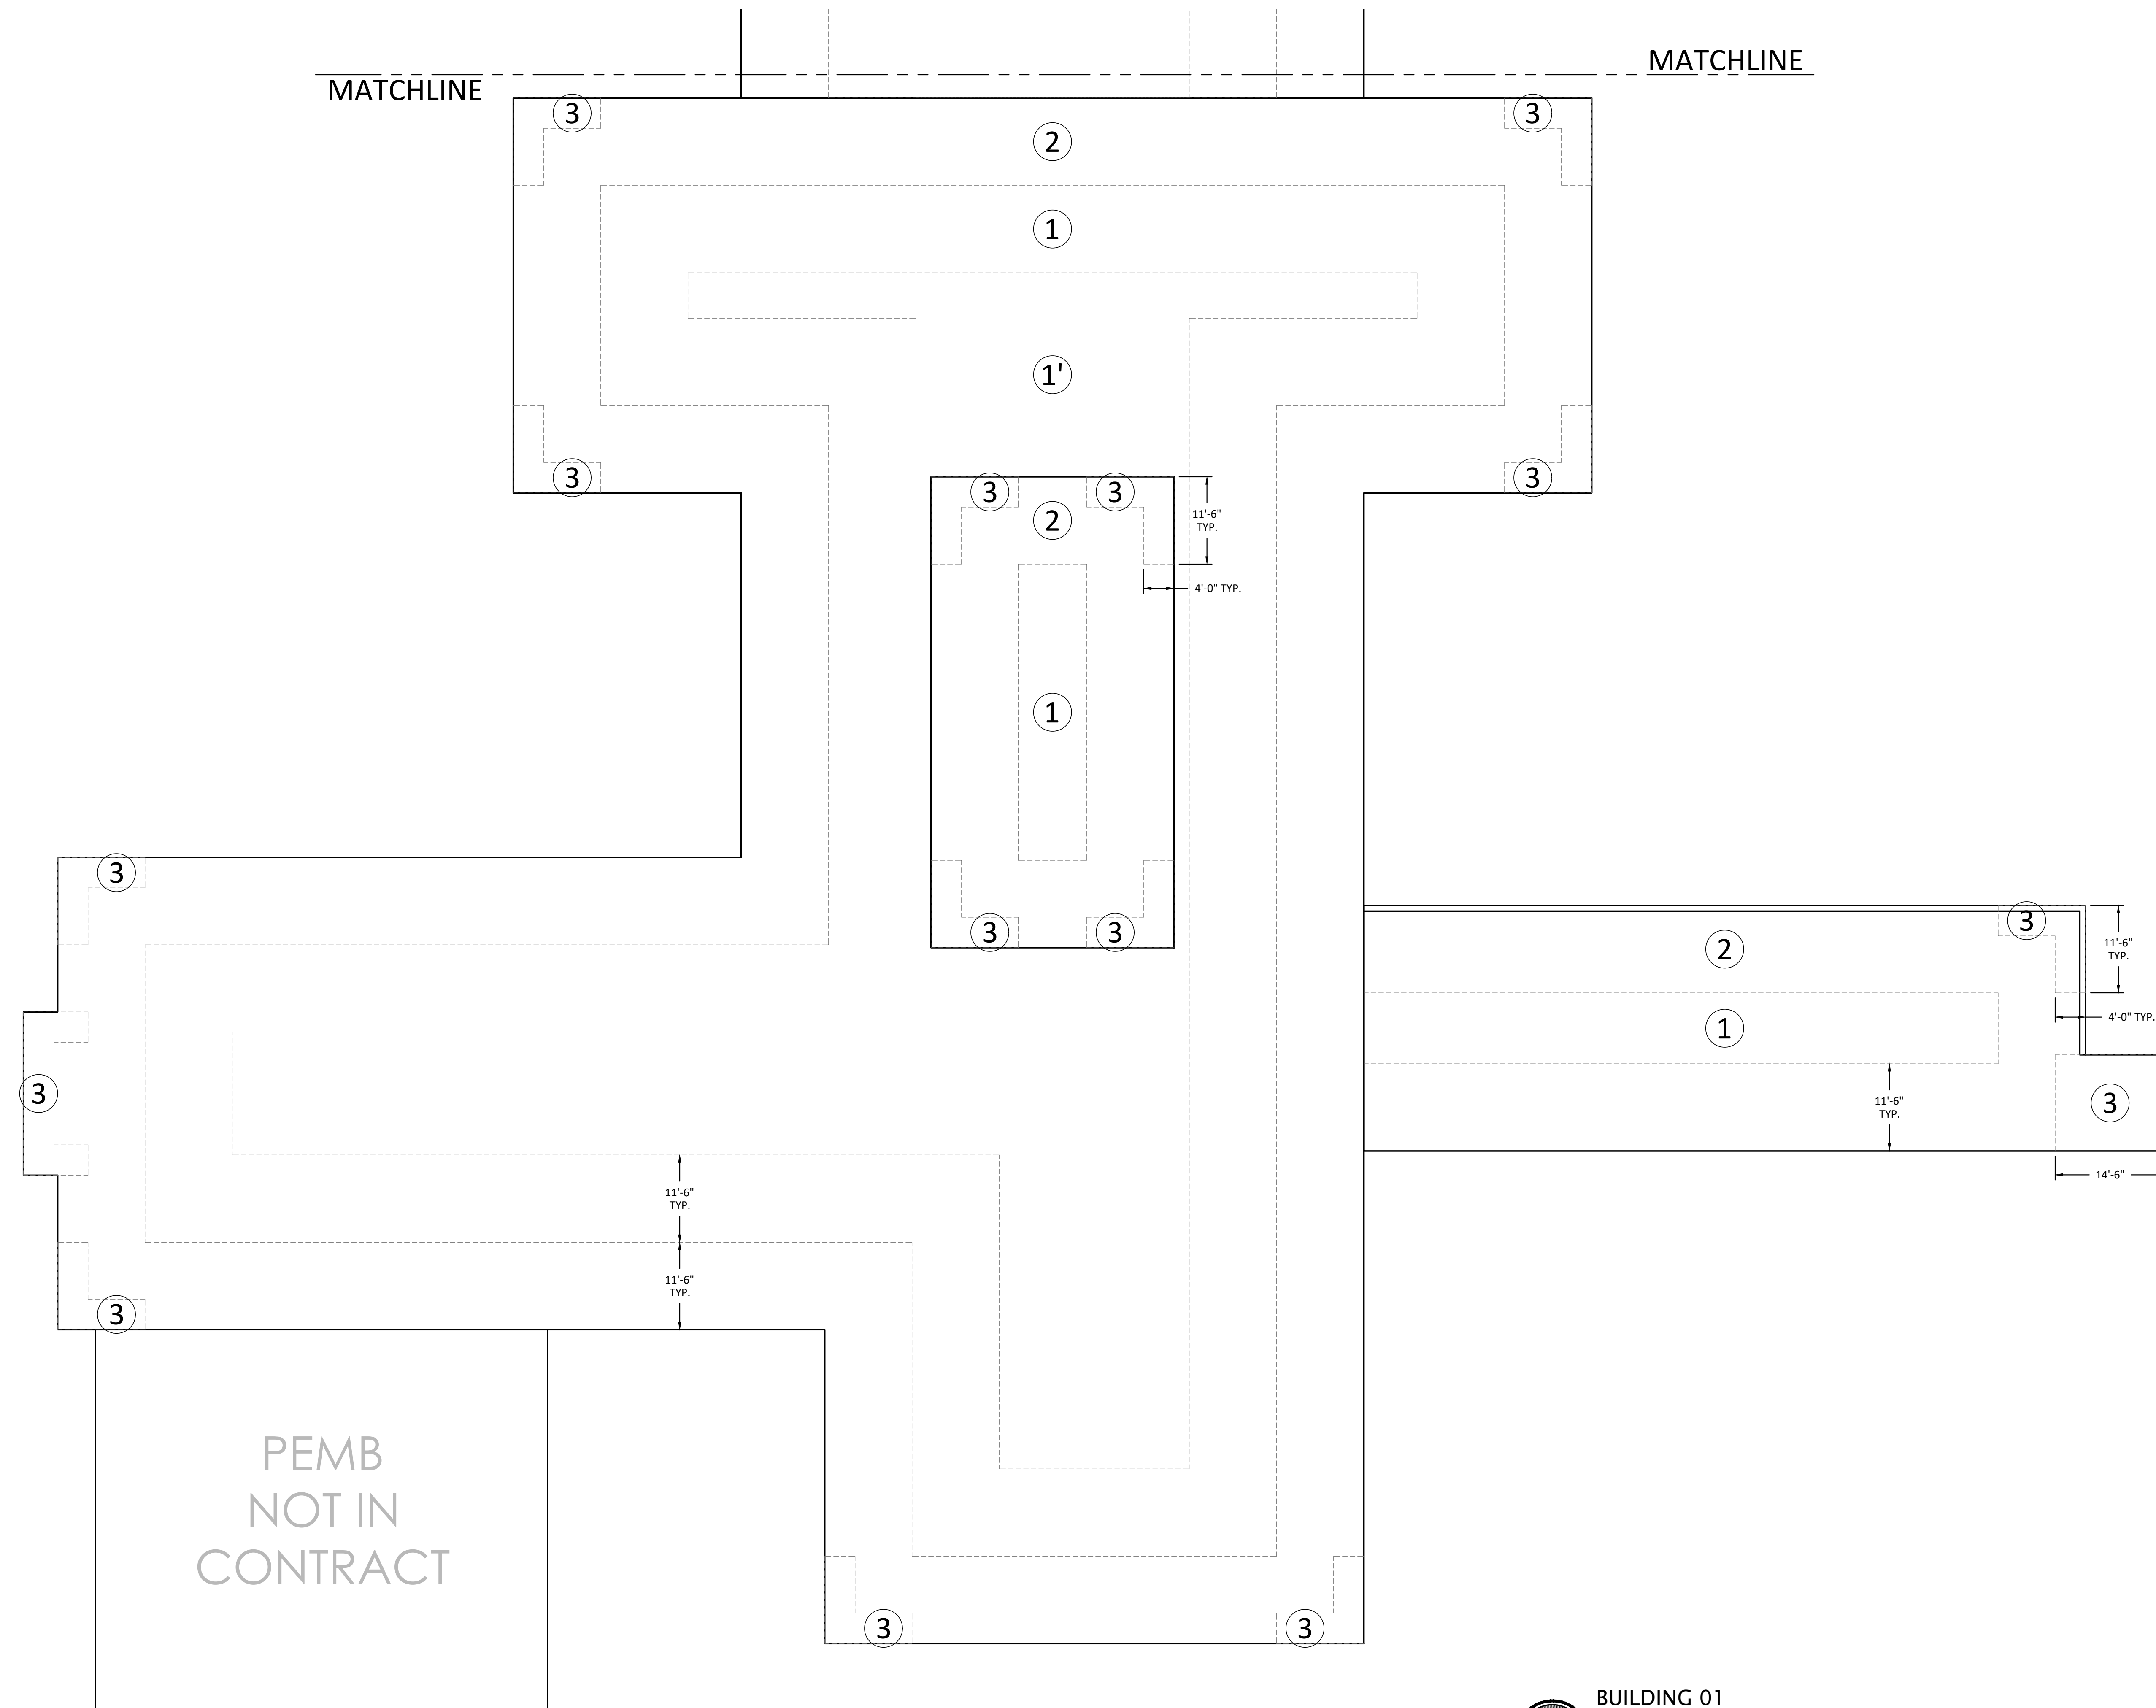 MATCHLINE
MATCHLINE
3
3
2
1
1'
3
3
3
3
2
11'-6"
TYP.
4'-0" TYP.
1
3
3
3
3
2
11'-6"
TYP.
4'-0" TYP.
1
3
3
11'-6"
TYP.
14'-6"
11'-6"
TYP.
11'-6"
TYP.
3
PEMB
NOT IN
CONTRACT
3
3
BUILDING 01